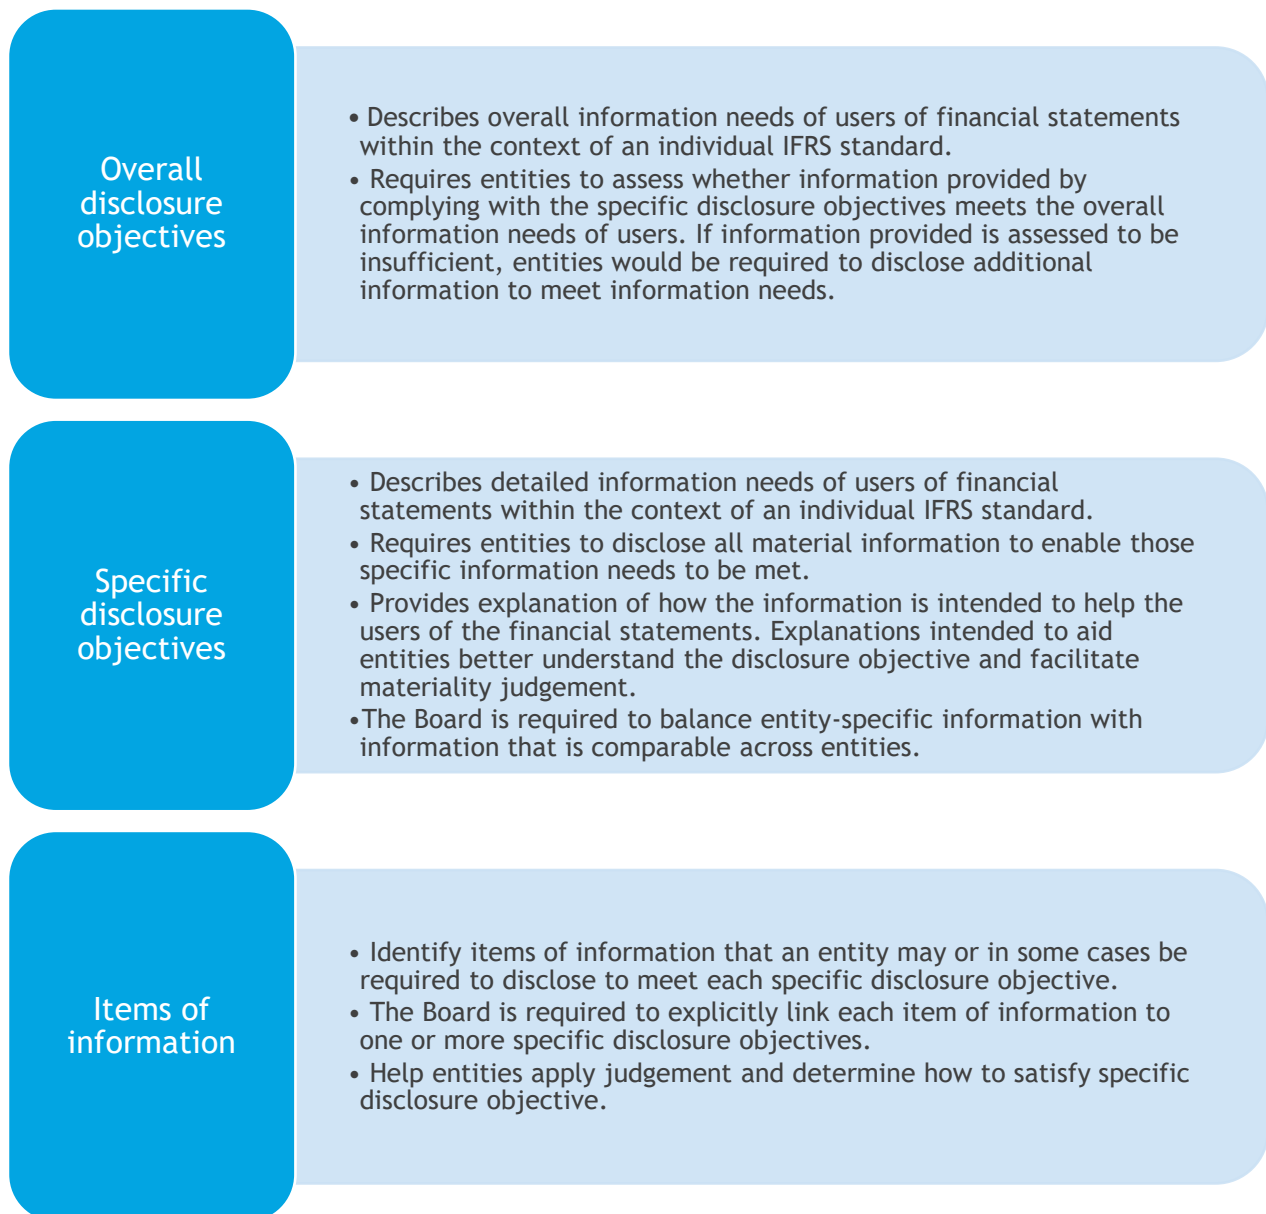 Overall
disclosure
objectives
• Describes overall information needs of users of financial statements
within the context of an individual IFRS standard.
• Requires entities to assess whether information provided by
complying with the specific disclosure objectives meets the overall
information needs of users. If information provided is assessed to be
insufficient, entities would be required to disclose additional
information to meet information needs.
Specific
disclosure
objectives
• Describes detailed information needs of users of financial
statements within the context of an individual IFRS standard.
• Requires entities to disclose all material information to enable those
specific information needs to be met.
• Provides explanation of how the information is intended to help the
users of the financial statements. Explanations intended to aid
entities better understand the disclosure objective and facilitate
materiality judgement.
•The Board is required to balance entity-specific information with
information that is comparable across entities.
Items of
information
• Identify items of information that an entity may or in some cases be
required to disclose to meet each specific disclosure objective.
• The Board is required to explicitly link each item of information to
one or more specific disclosure objectives.
• Help entities apply judgement and determine how to satisfy specific
disclosure objective.